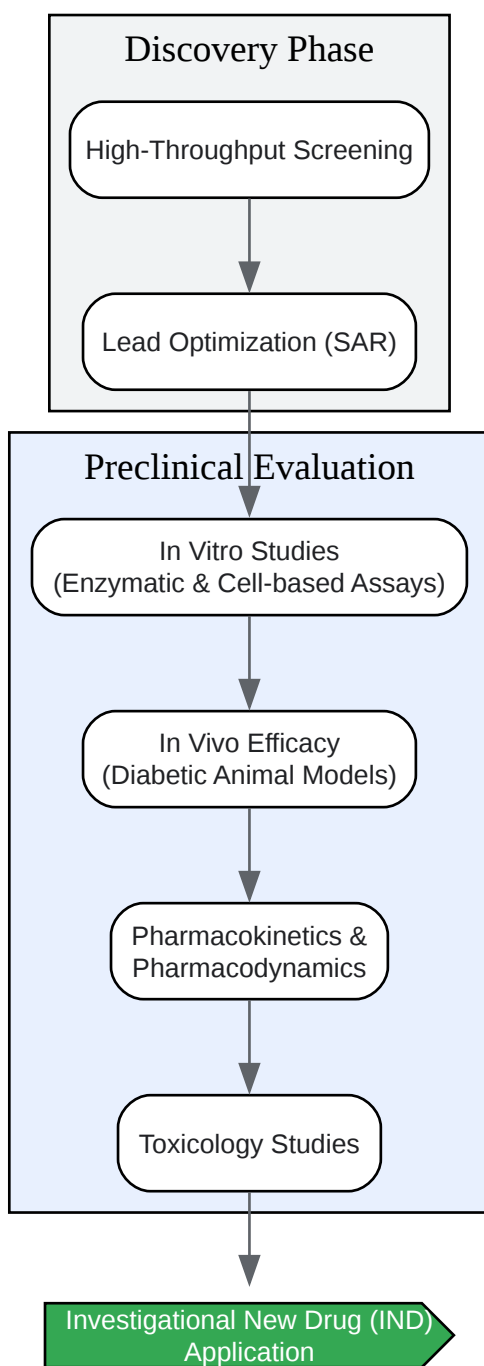 Discovery Phase
High-Throughput Screening
Lead Optimization (SAR)
Preclinical Evaluation
In Vitro Studies
(Enzymatic & Cell-based Assays)
In Vivo Efficacy
(Diabetic Animal Models)
Pharmacokinetics &
Pharmacodynamics
Toxicology Studies
Investigational New Drug (IND)
Application